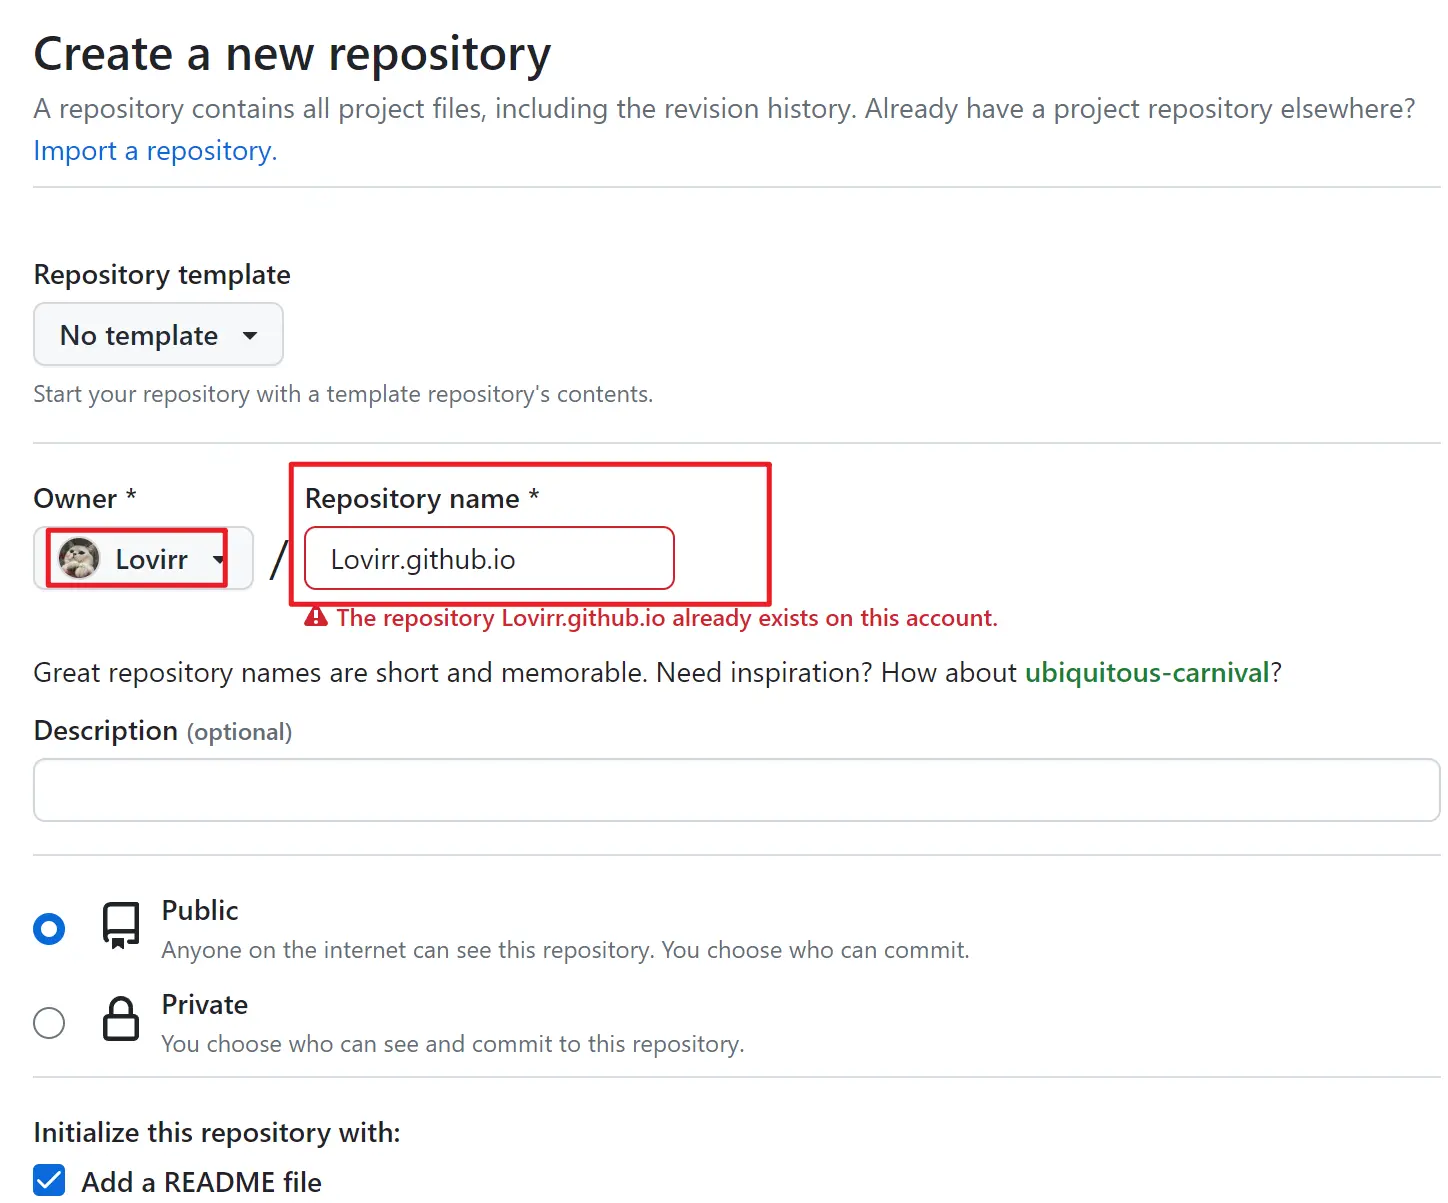 Create a new repository
A repository contains all project files, including the revision history. Already have a project repository elsewhere?
Import a repository.
Repository template
No template
Start your repository with a template repository's contents.
Owner *
Repository name *
Lovirr
/
Lovirr.github.io
The repository Lovirr.github.io already exists on this account.
Great repository names are short and memorable. Need inspiration? How about ubiquitous-carnival?
Description (optional)
Public
Anyone on the internet can see this repository. You choose who can commit.
Private
You choose who can see and commit to this repository.
Initialize this repository with:
Add a README file